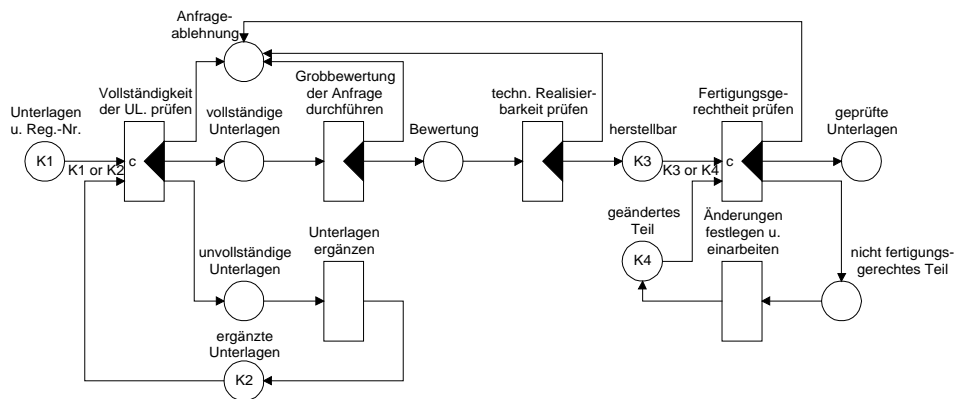 Anfrage-
ablehnung
Unterlagen
u. Reg.-Nr.
K1
K1 or K2
Vollständigkeit
der UL. prüfen
c
vollständige
Unterlagen
Grobbewertung
der Anfrage
durchführen
Bewertung
techn. Realisier-
barkeit prüfen
herstellbar
K3
K3 or K4
Fertigungsge-
rechtheit prüfen
c
geprüfte
Unterlagen
unvollständige
Unterlagen
Unterlagen
ergänzen
ergänzte
Unterlagen
K2
geändertes
Teil
K4
Änderungen
festlegen u.
einarbeiten
nicht fertigungs-
gerechtes Teil